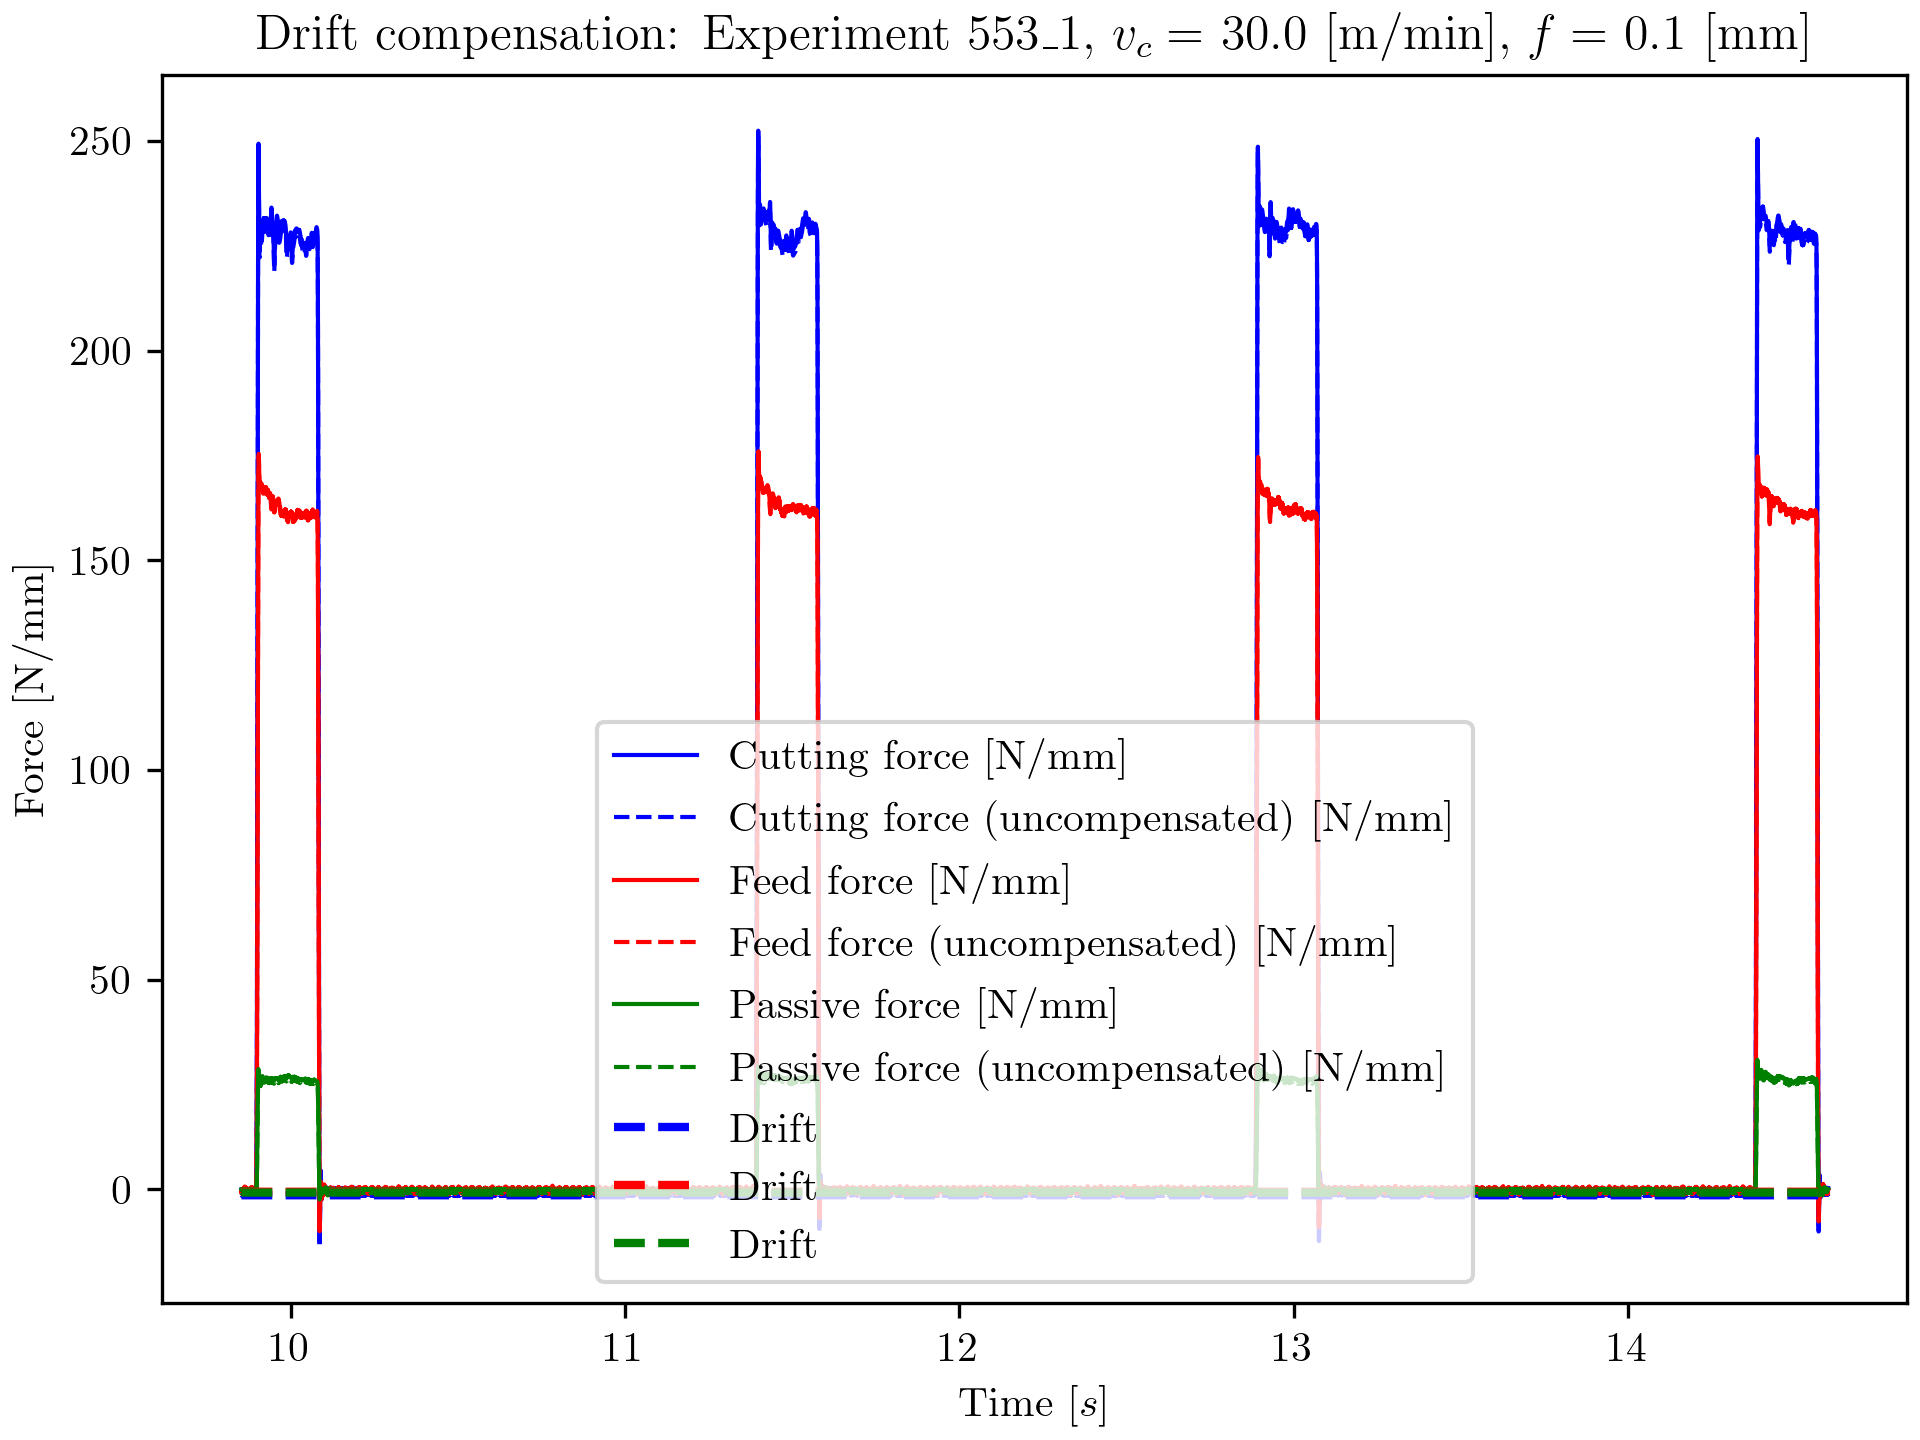 Drift compensation: Experiment 553_1, v_c = 30.0 [m/min], f = 0.1 [mm]
250
200
150
100
50
0
Force [N/mm]
Cutting force [N/mm]
Cutting force (uncompensated) [N/mm]
Feed force [N/mm]
Feed force (uncompensated) [N/mm]
Passive force [N/mm]
Passive force (uncompensated) [N/mm]
Drift
Drift
Drift
10 11 12 13 14
Time [s]